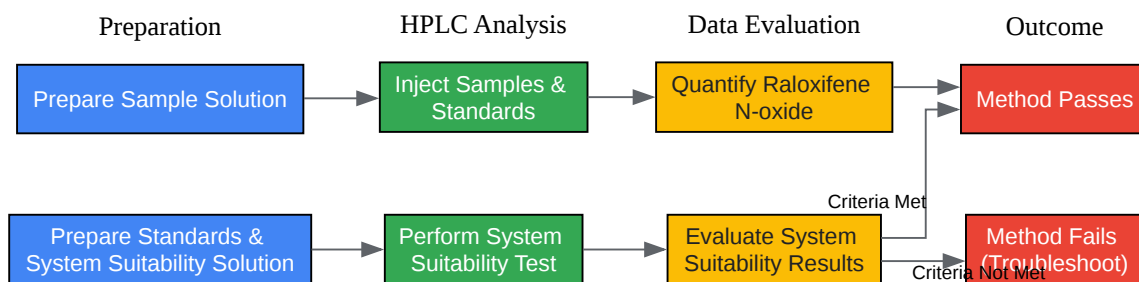 Preparation
HPLC Analysis
Data Evaluation
Outcome
Prepare Sample Solution
Inject Samples &
Standards
Quantify Raloxifene
N-oxide
Method Passes
Criteria Met
Prepare Standards &
System Suitability Solution
Perform System
Suitability Test
Evaluate System
Suitability Results
Criteria Not Met
Method Fails
(Troubleshoot)